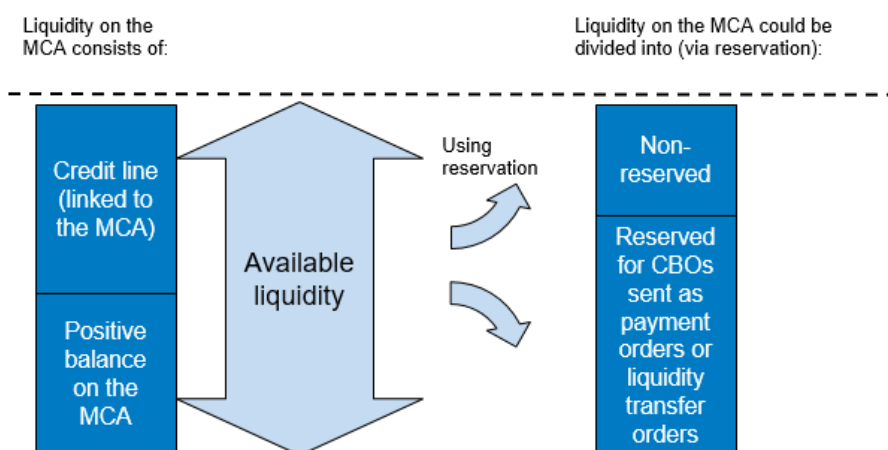 Liquidity on the
MCA consists of:
Liquidity on the MCA could be
divided into (via reservation):
Credit line
(linked to
the MCA)
Positive
balance
on the
MCA
Available
liquidity
Using
reservation
Non-
reserved
Reserved
for CBOs
sent as
payment
orders or
liquidity
transfer
orders